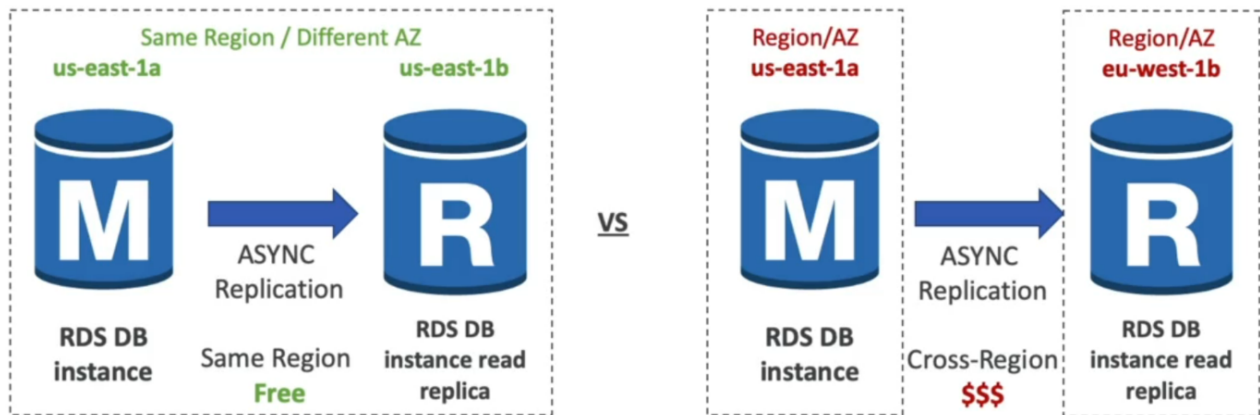 Same Region / Different AZ
us-east-1a
us-east-1b
M
R
ASYNC
Replication
RDS DB
instance
Same Region
Free
RDS DB
instance read
replica
VS
Region/AZ
us-east-1a
Region/AZ
eu-west-1b
M
R
ASYNC
Replication
RDS DB
instance
Cross-Region
$$$
RDS DB
instance read
replica